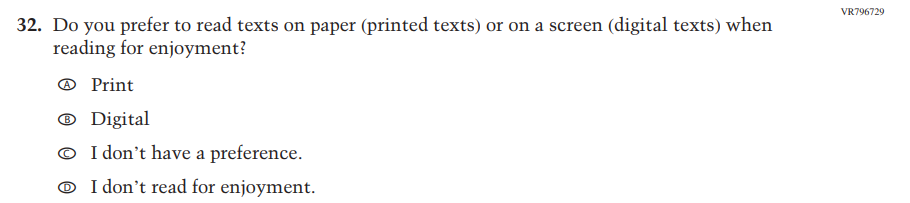 VR796729
32. Do you prefer to read texts on paper (printed texts) or on a screen (digital texts) when
reading for enjoyment?
A Print
B Digital
C I don’t have a preference.
D I don’t read for enjoyment.